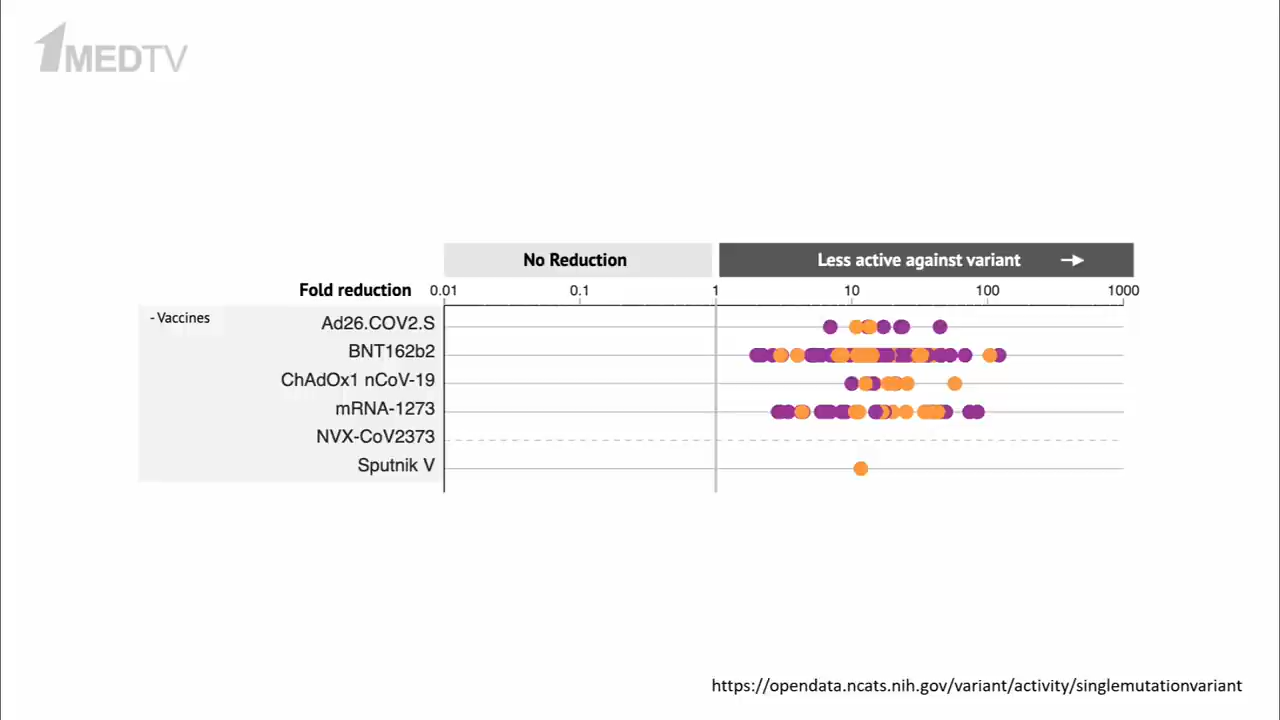 1MEDTV
No Reduction
Less active against variant →
Fold reduction
0.01 0.1 1 10 100 1000
- Vaccines
Ad26.COV2.S
BNT162b2
ChAdOx1 nCoV-19
mRNA-1273
NVX-CoV2373
Sputnik V
https://opendata.ncats.nih.gov/variant/activity/singlemutationvariant